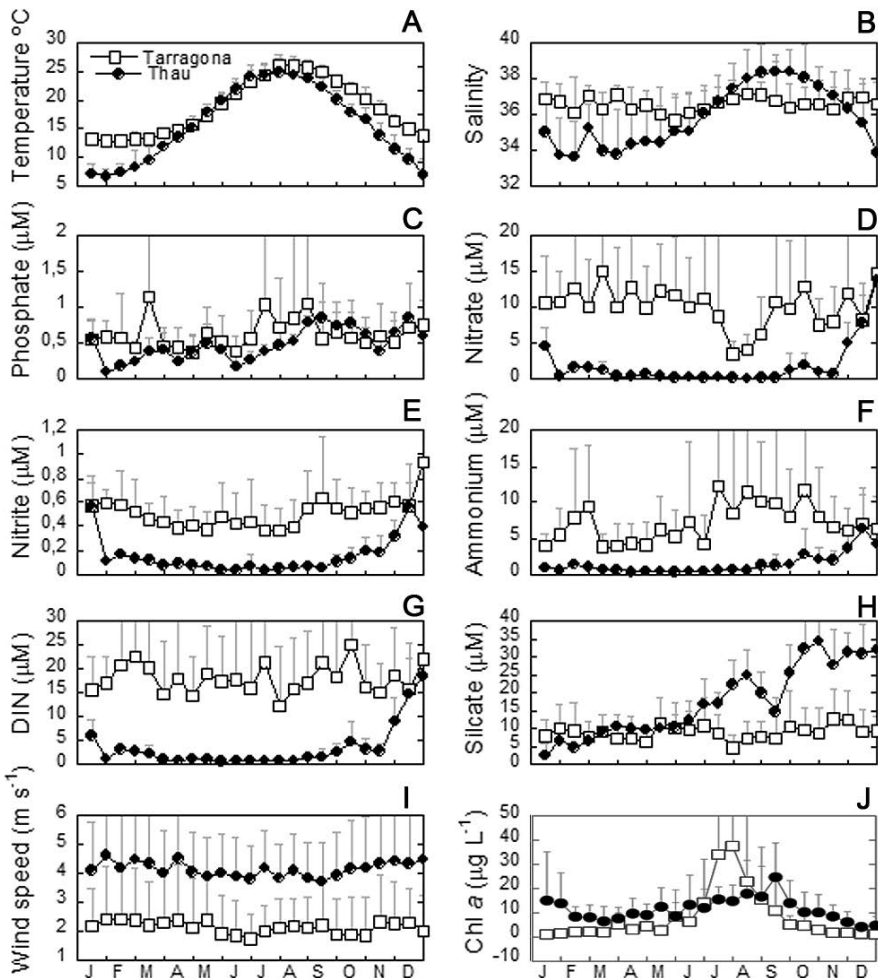 A
Temperature ºC
30
25
20
15
10
5
Tarragona
Thau
B
Salinity
40
38
36
34
32
C
Phosphate (µM)
2
1,5
1
0,5
0
D
Nitrate (µM)
20
15
10
5
0
E
Nitrite (µM)
1,2
1
0,8
0,6
0,4
0,2
0
F
Ammonium (µM)
20
15
10
5
0
G
DIN (µM)
30
25
20
15
10
5
0
H
Silcate (µM)
40
35
30
25
20
15
10
5
0
I
Wind speed (m s-1)
6
5
4
3
2
1
J F M A M J J A S O N D
J
Chl a (µg L-1)
50
40
30
20
10
0
-10
J F M A M J J A S O N D